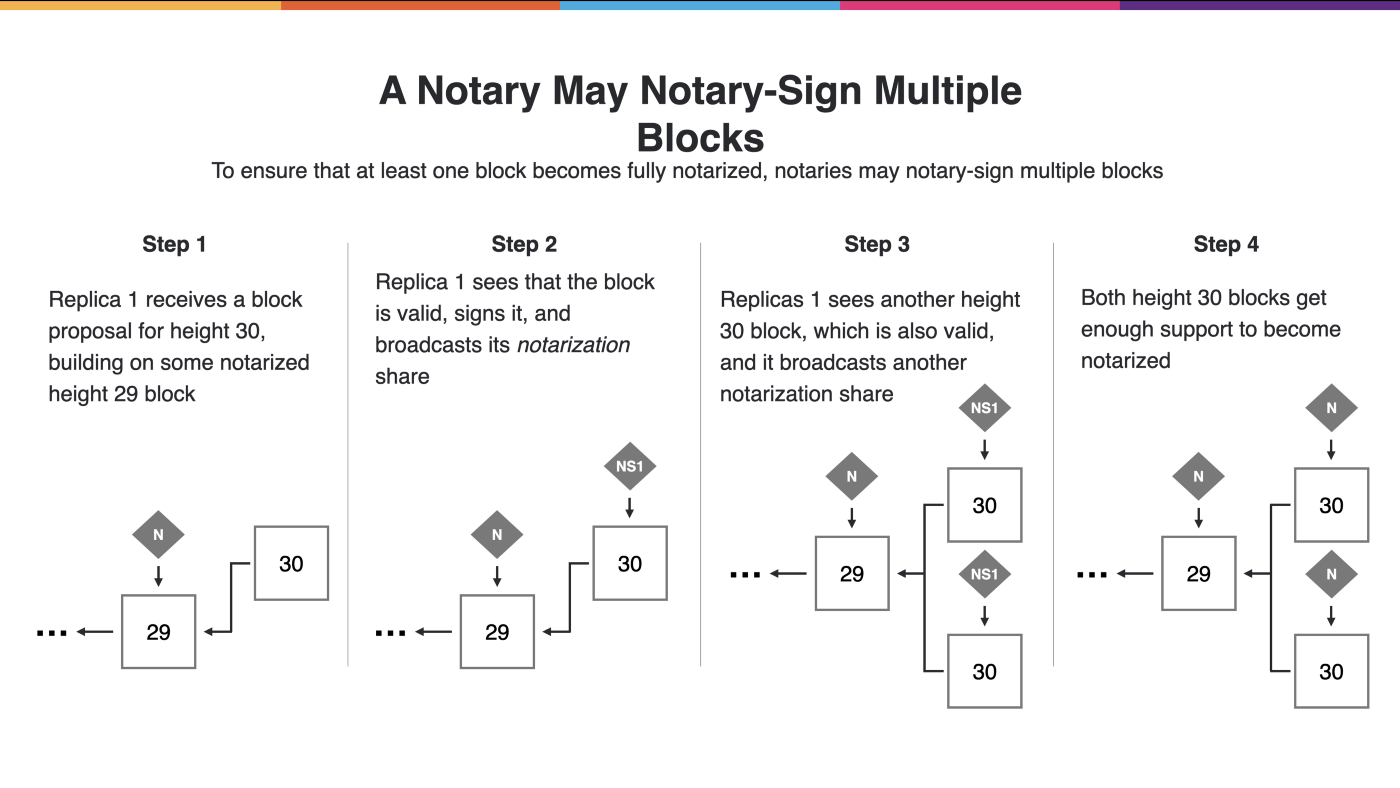 A Notary May Notary-Sign Multiple
Blocks
To ensure that at least one block becomes fully notarized, notaries may notary-sign multiple blocks
Step 1
Replica 1 receives a block
proposal for height 30,
building on some notarized
height 29 block
N
30
... 29
Step 2
Replica 1 sees that the block
is valid, signs it, and
broadcasts its notarization
share
NS1
N
30
... 29
Step 3
Replicas 1 sees another height
30 block, which is also valid,
and it broadcasts another
notarization share
NS1
N
30
... 29
NS1
30
Step 4
Both height 30 blocks get
enough support to become
notarized
N
N
30
... 29
N
30